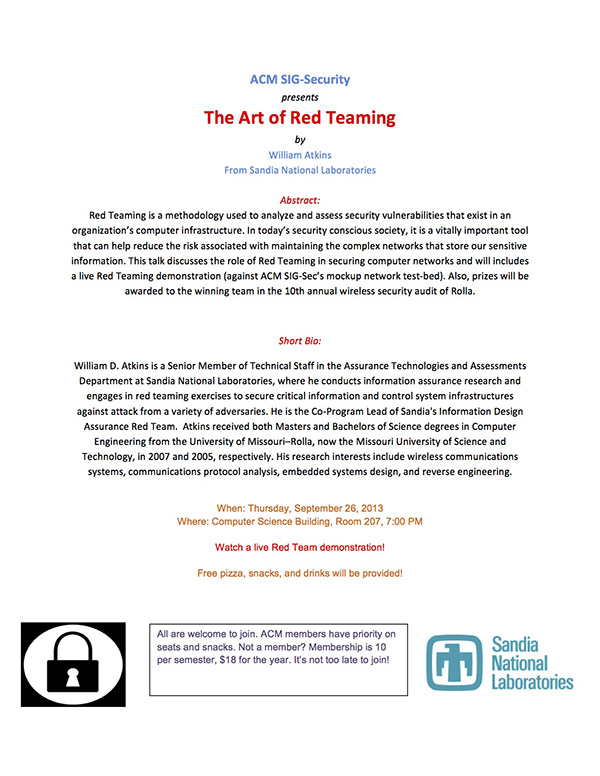 ACM SIG-Security
presents
The Art of Red Teaming
by
William Atkins
From Sandia National Laboratories
Abstract:
Red Teaming is a methodology used to analyze and assess security vulnerabilities that exist in an
organization's computer infrastructure. In today's security conscious society, it is a vitally important tool
that can help reduce the risk associated with maintaining the complex networks that store our sensitive
information. This talk discusses the role of Red Teaming in securing computer networks and will includes
a live Red Teaming demonstration (against ACM SIG-Sec's mockup network test-bed). Also, prizes will be
awarded to the winning team in the 10th annual wireless security audit of Rolla.
Short Bio:
William D. Atkins is a Senior Member of Technical Staff in the Assurance Technologies and Assessments
Department at Sandia National Laboratories, where he conducts information assurance research and
engages in red teaming exercises to secure critical information and control system infrastructures
against attack from a variety of adversaries. He is the Co-Program Lead of Sandia's Information Design
Assurance Red Team. Atkins received both Masters and Bachelors of Science degrees in Computer
Engineering from the University of Missouri–Rolla, now the Missouri University of Science and
Technology, in 2007 and 2005, respectively. His research interests include wireless communications
systems, communications protocol analysis, embedded systems design, and reverse engineering.
When: Thursday, September 26, 2013
Where: Computer Science Building, Room 207, 7:00 PM
Watch a live Red Team demonstration!
Free pizza, snacks, and drinks will be provided!
All are welcome to join. ACM members have priority on
seats and snacks. Not a member? Membership is 10
per semester, $18 for the year. It's not too late to join!
Sandia
National
Laboratories